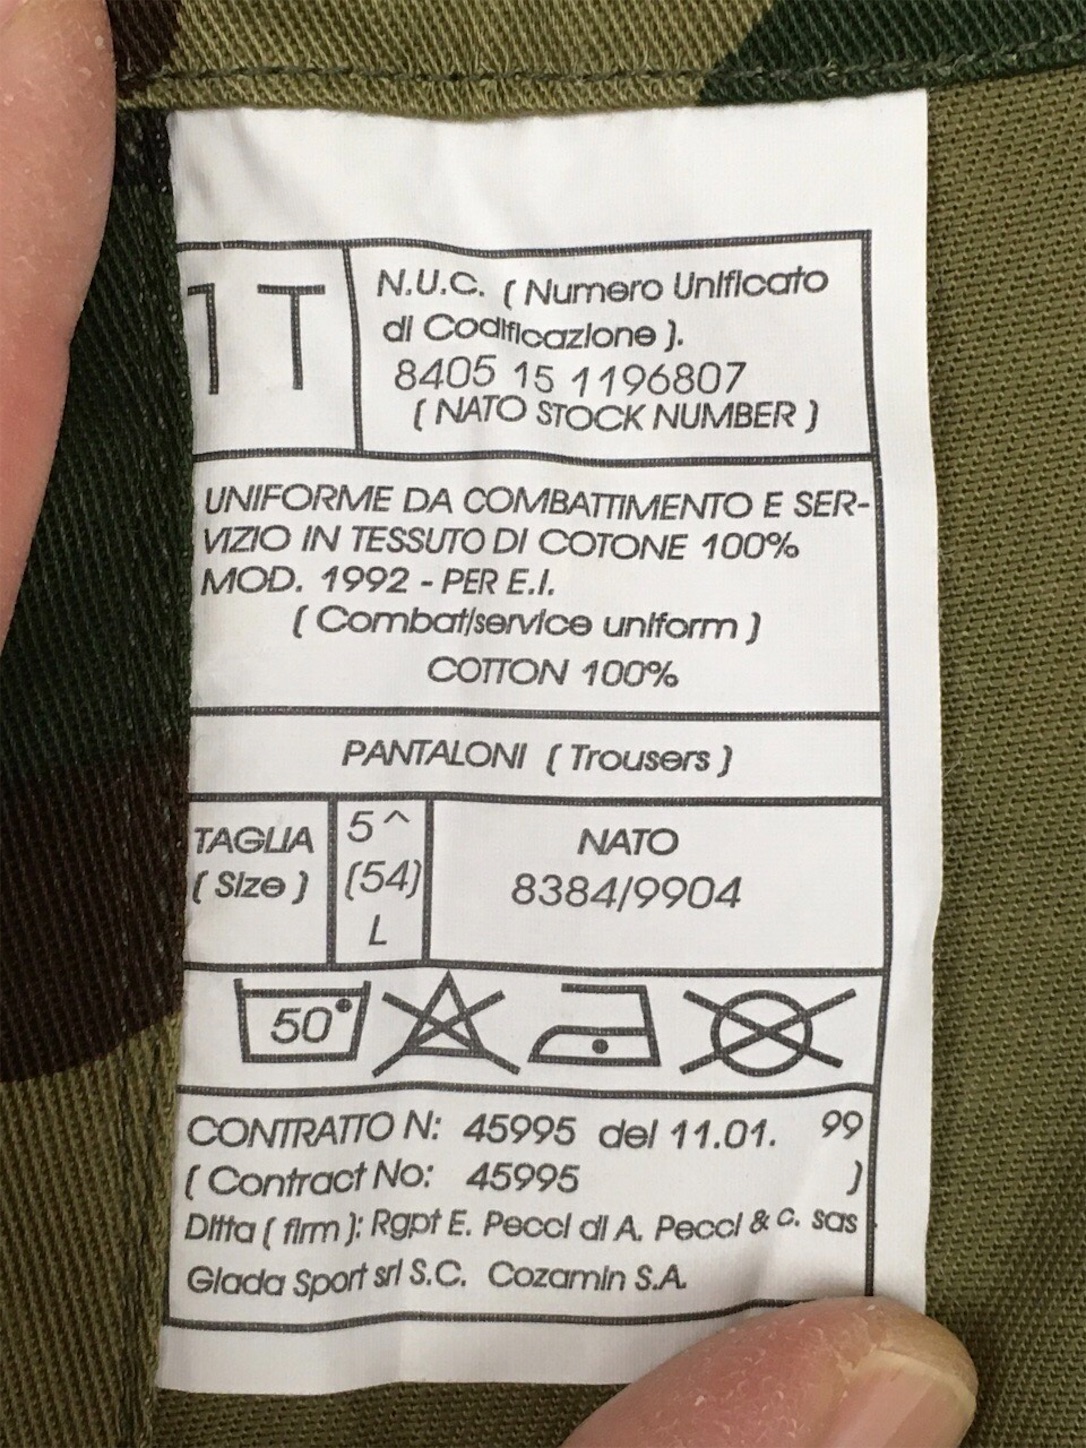 IT
N.U.C. ( Numero Unificato
di Codificazione ).
8405 15 1196807
( NATO STOCK NUMBER )
UNIFORME DA COMBATTIMENTO E SER-
VIZIO IN TESSUTO DI COTONE 100%
MOD. 1992 - PER E.I.
( Combat/service uniform )
COTTON 100%
PANTALONI ( Trousers )
TAGLIA
( Size )
5^
(54)
L
NATO
8384/9904
50°
CONTRATTO N: 45995 del 11.01. 99
( Contract No: 45995 )
Ditta ( firm ): Rgpt E. Pecci di A. Pecci & c. sas
Giada Sport srl S.C. Cozamin S.A.